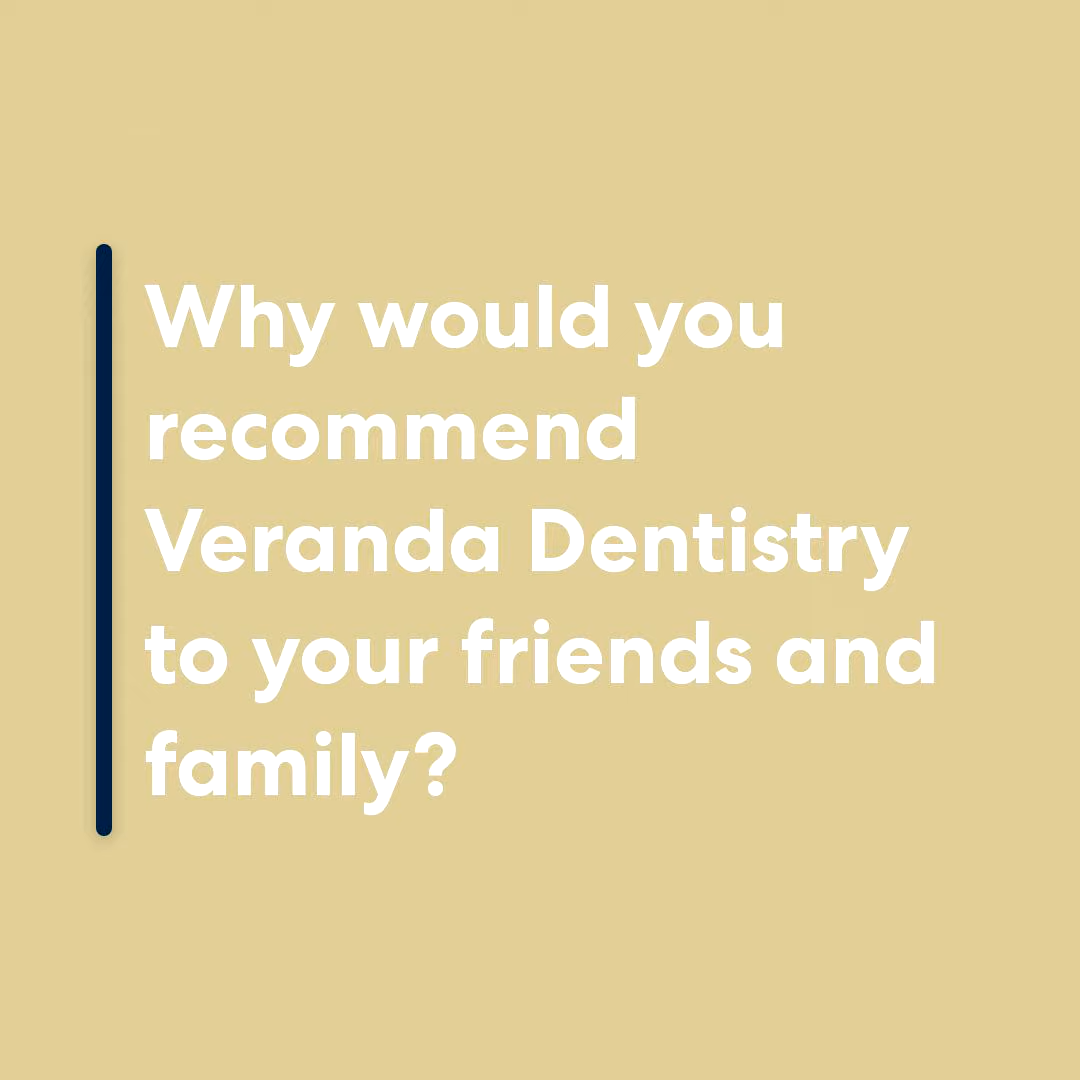 Why would you
recommend
Veranda Dentistry
to your friends and
family?